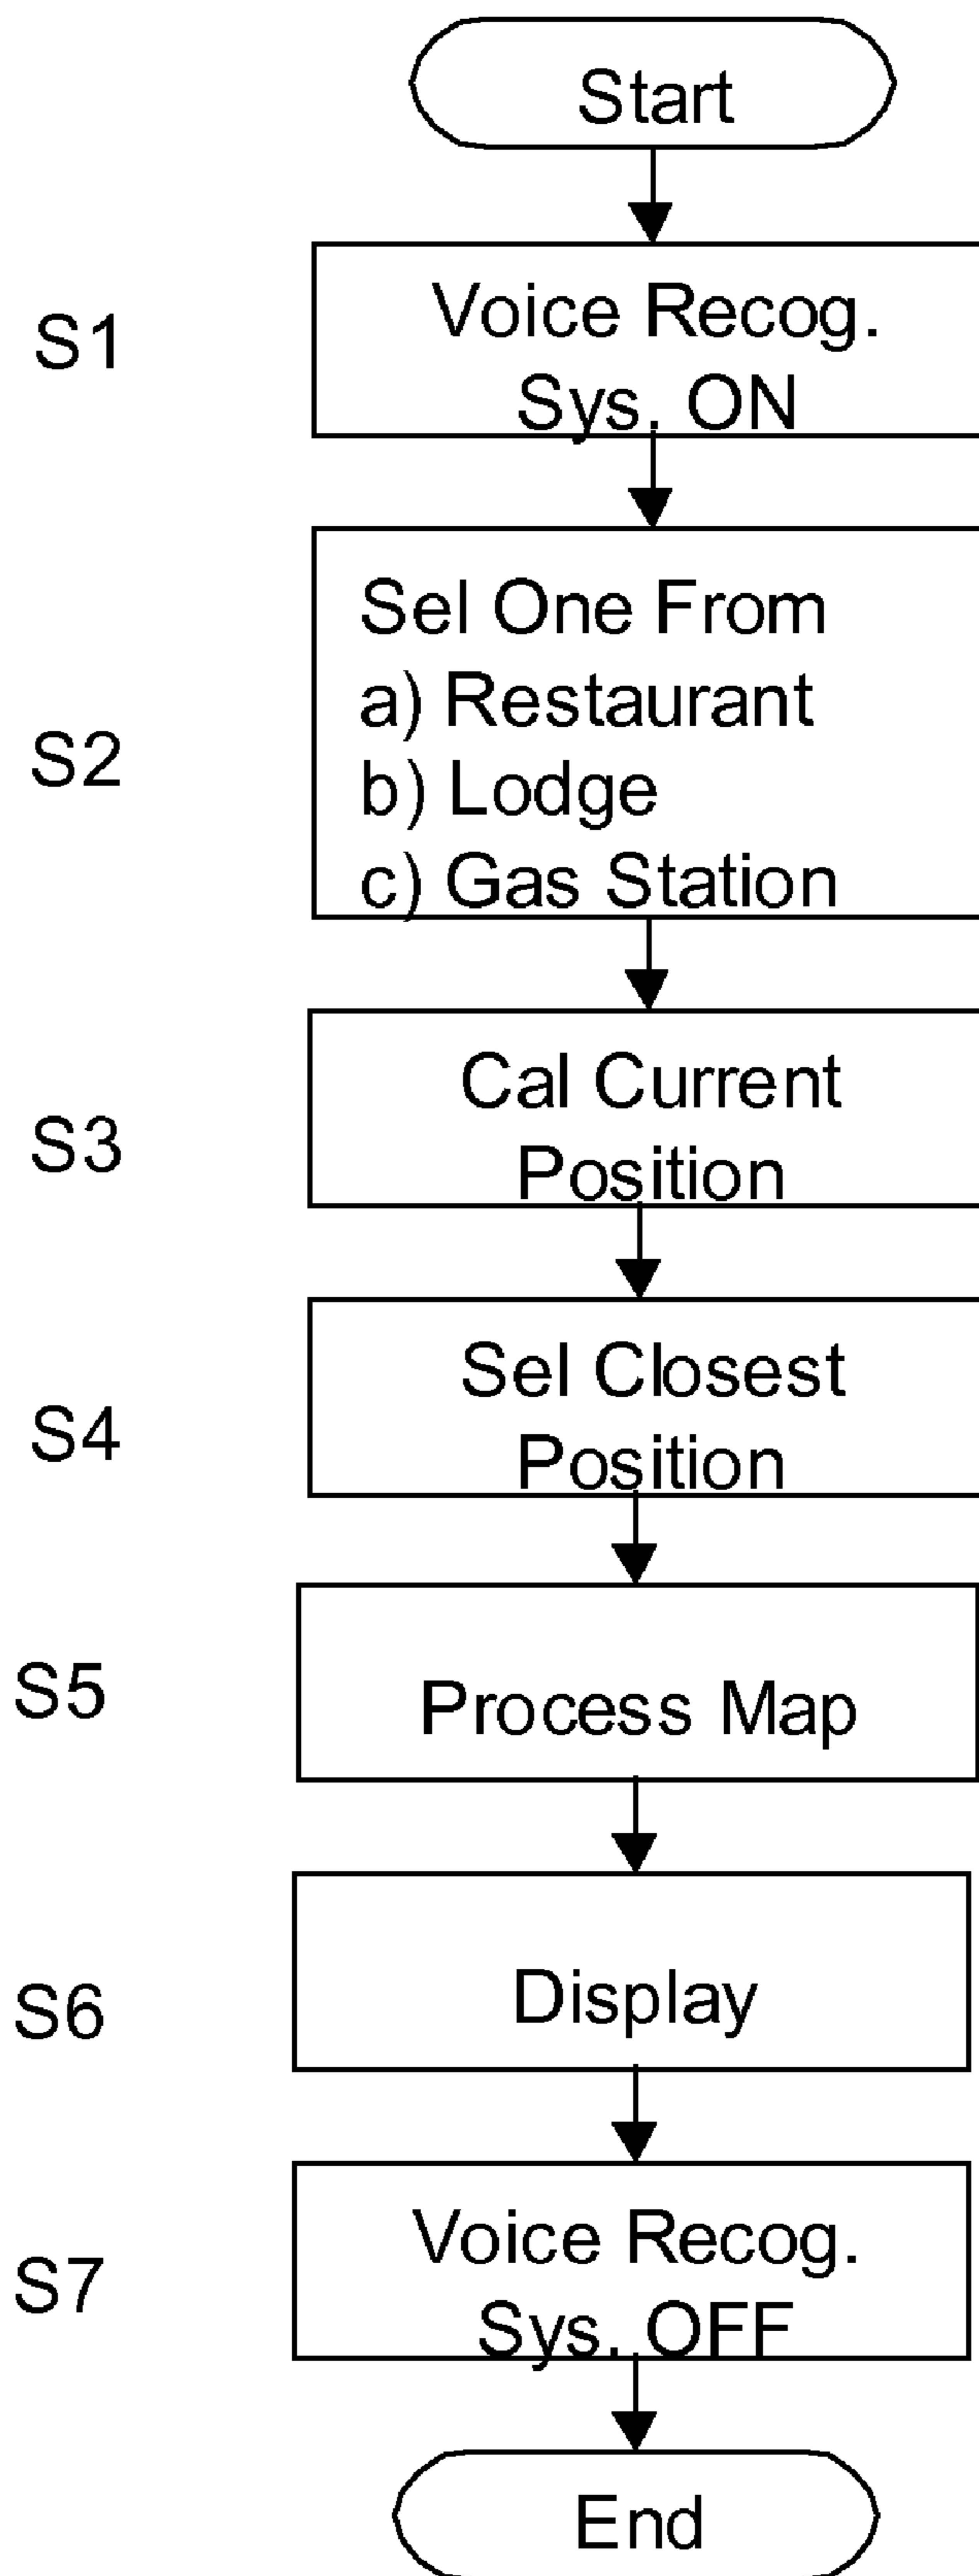 Start
S1
Voice Recog.
Sys. ON
S2
Sel One From
a) Restaurant
b) Lodge
c) Gas Station
S3
Cal Current
Position
S4
Sel Closest
Position
S5
Process Map
S6
Display
S7
Voice Recog.
Sys. OFF
End